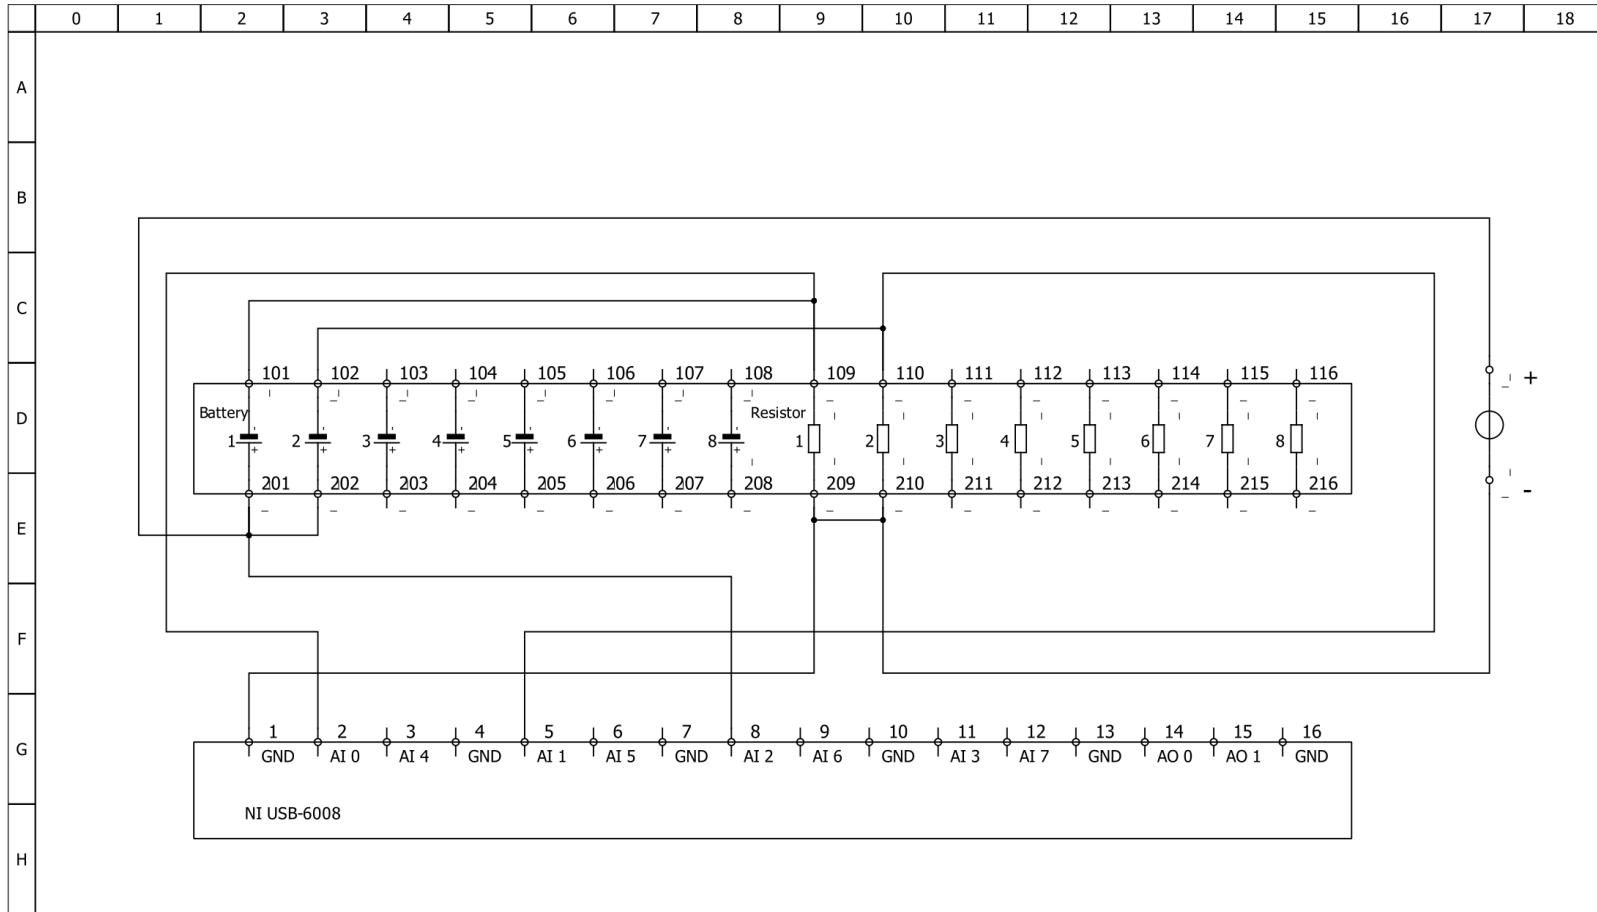 0 1 2 3 4 5 6 7 8 9 10 11 12 13 14 15 16 17 18
A
B
C
101 102 103 104 105 106 107 108 109 110 111 112 113 114 115 116
+
D
Battery Resistor
- - - - - - - -
1 2 3 4 5 6 7 8 1 2 3 4 5 6 7 8
+ + + + + + + +
201 202 203 204 205 206 207 208 209 210 211 212 213 214 215 216
-
E
F
1 2 3 4 5 6 7 8 9 10 11 12 13 14 15 16
G
GND AI 0 AI 4 GND AI 1 AI 5 GND AI 2 AI 6 GND AI 3 AI 7 GND AO 0 AO 1 GND
NI USB-6008
H